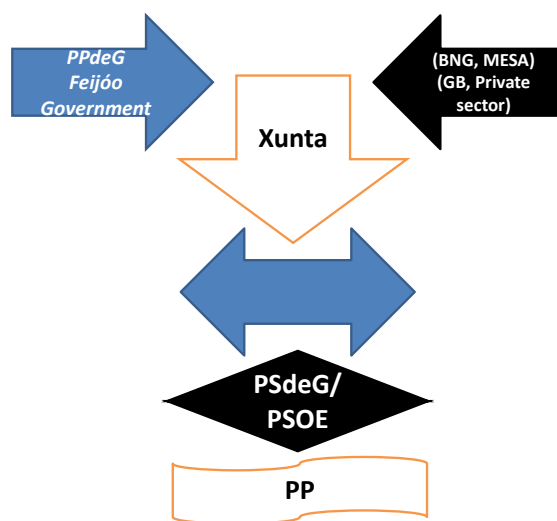 PPdeG
Feijóo
Government
(BNG, MESA)
(GB, Private
sector)
Xunta
PSdeG/
PSOE
PP